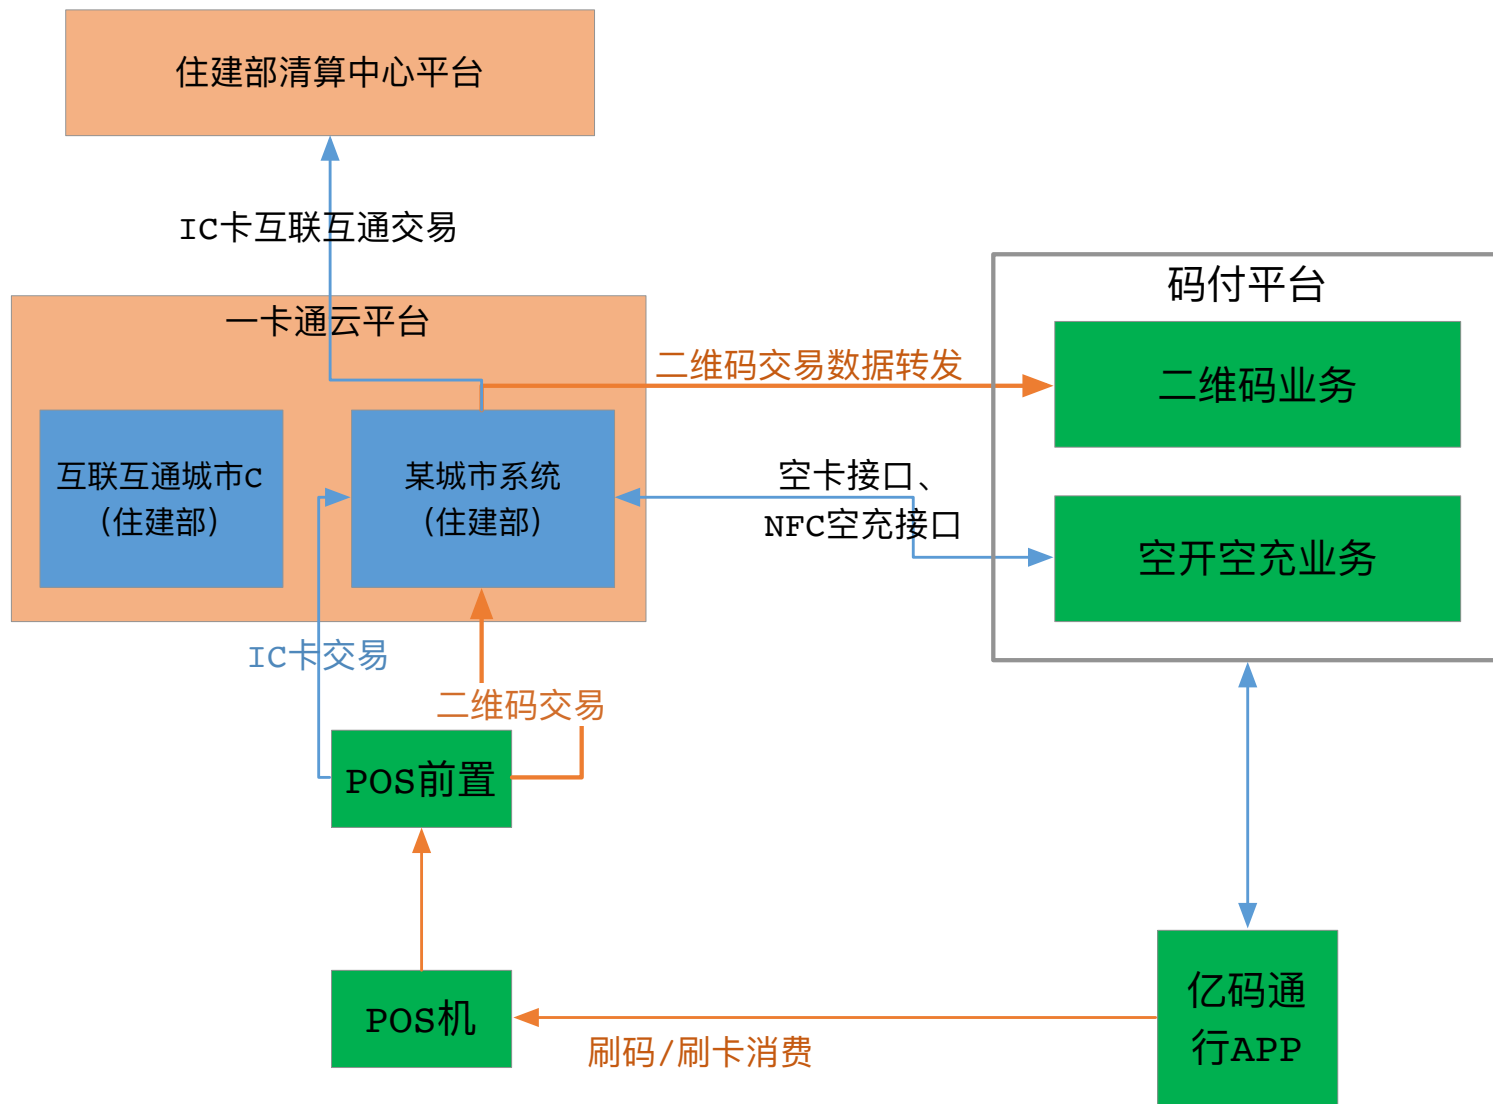 住建部清算中心平台
IC卡互联互通交易
一卡通云平台
码付平台
二维码交易数据转发
二维码业务
互联互通城市C
(住建部)
某城市系统
(住建部)
空卡接口、
NFC空充接口
空开空充业务
IC卡交易
二维码交易
POS前置
POS机
刷码/刷卡消费
亿码通
行APP